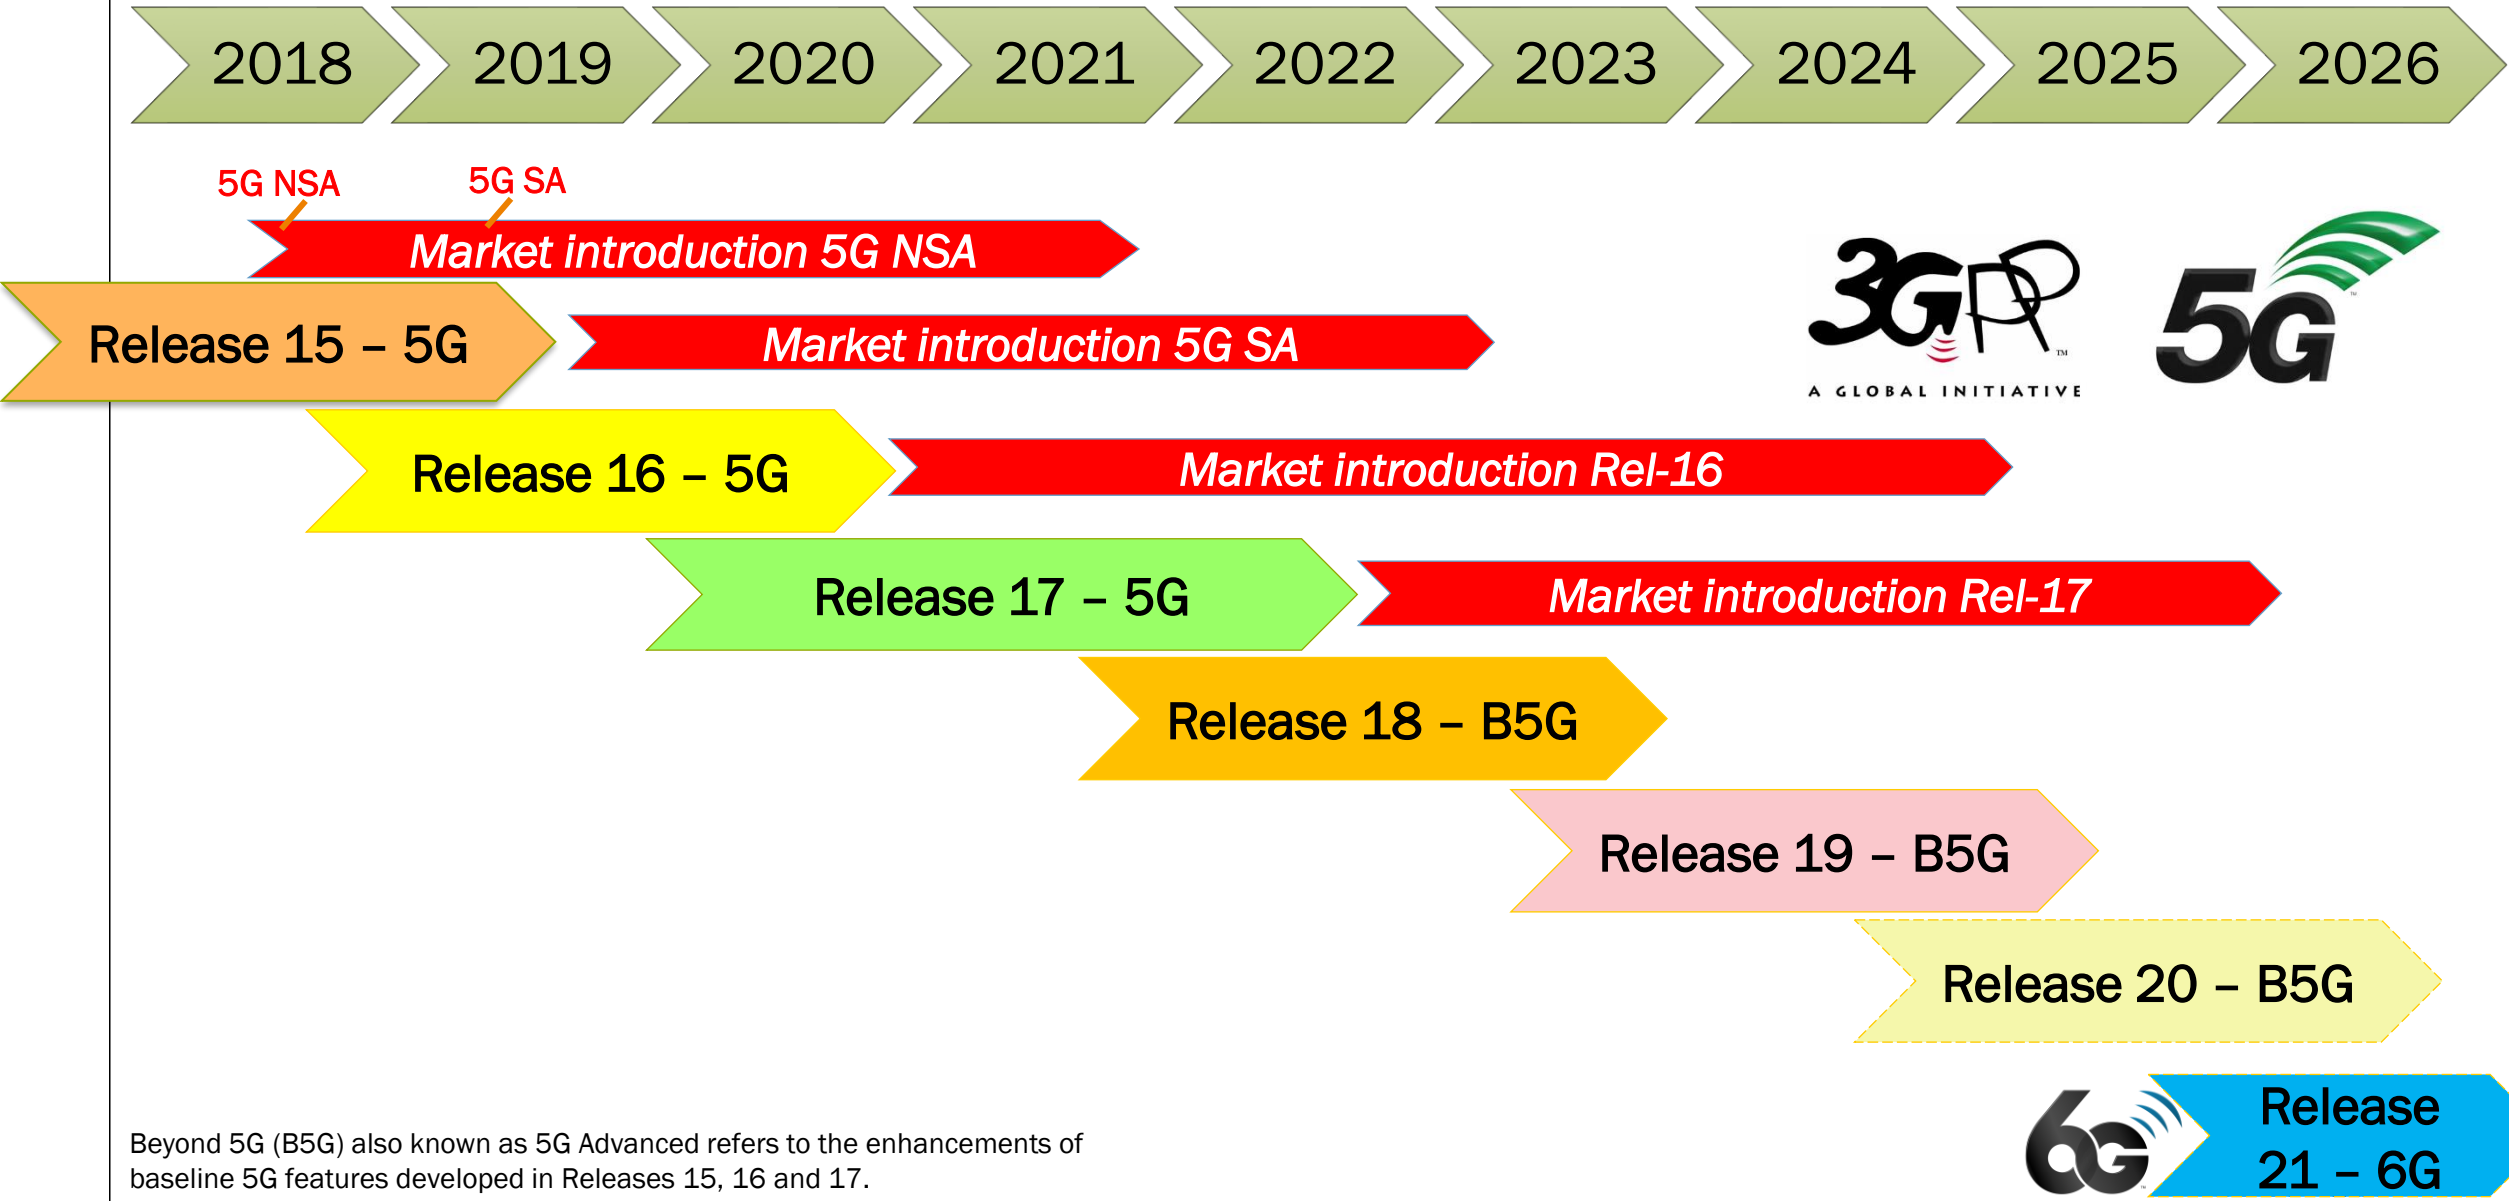 2018 2019 2020 2021 2022 2023 2024 2025 2026
5G NSA
5G SA
Market introduction 5G NSA
Release 15 – 5G
Market introduction 5G SA
3GPP
TM
A GLOBAL INITIATIVE
5G
TM
Release 16 – 5G
Market introduction Rel-16
Release 17 – 5G
Market introduction Rel-17
Release 18 – B5G
Release 19 – B5G
Release 20 – B5G
6G
Release
21 – 6G
Beyond 5G (B5G) also known as 5G Advanced refers to the enhancements of
baseline 5G features developed in Releases 15, 16 and 17.